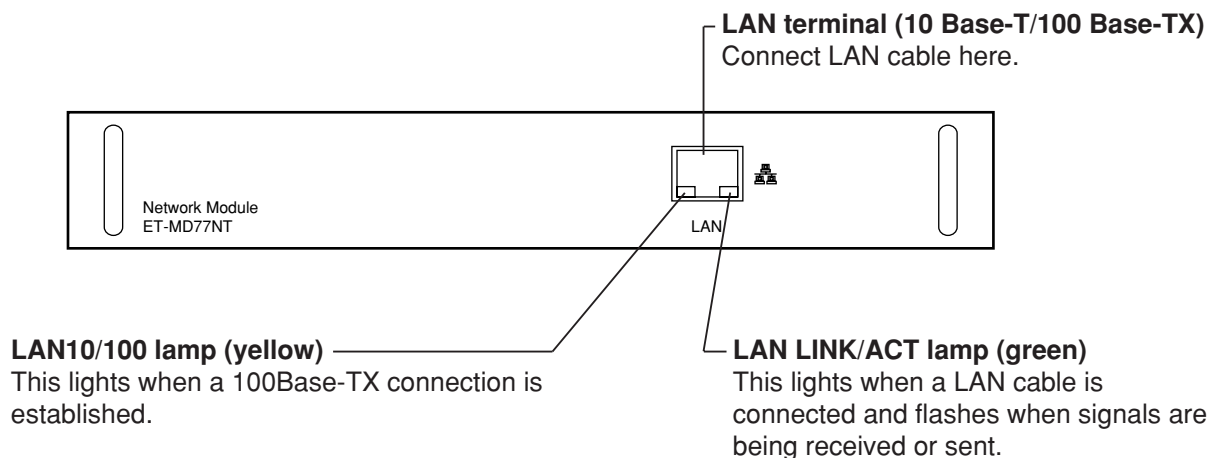 LAN terminal (10 Base-T/100 Base-TX)
Connect LAN cable here.
Network Module
ET-MD77NT
LAN
LAN10/100 lamp (yellow)
This lights when a 100Base-TX connection is
established.
LAN LINK/ACT lamp (green)
This lights when a LAN cable is
connected and flashes when signals are
being received or sent.